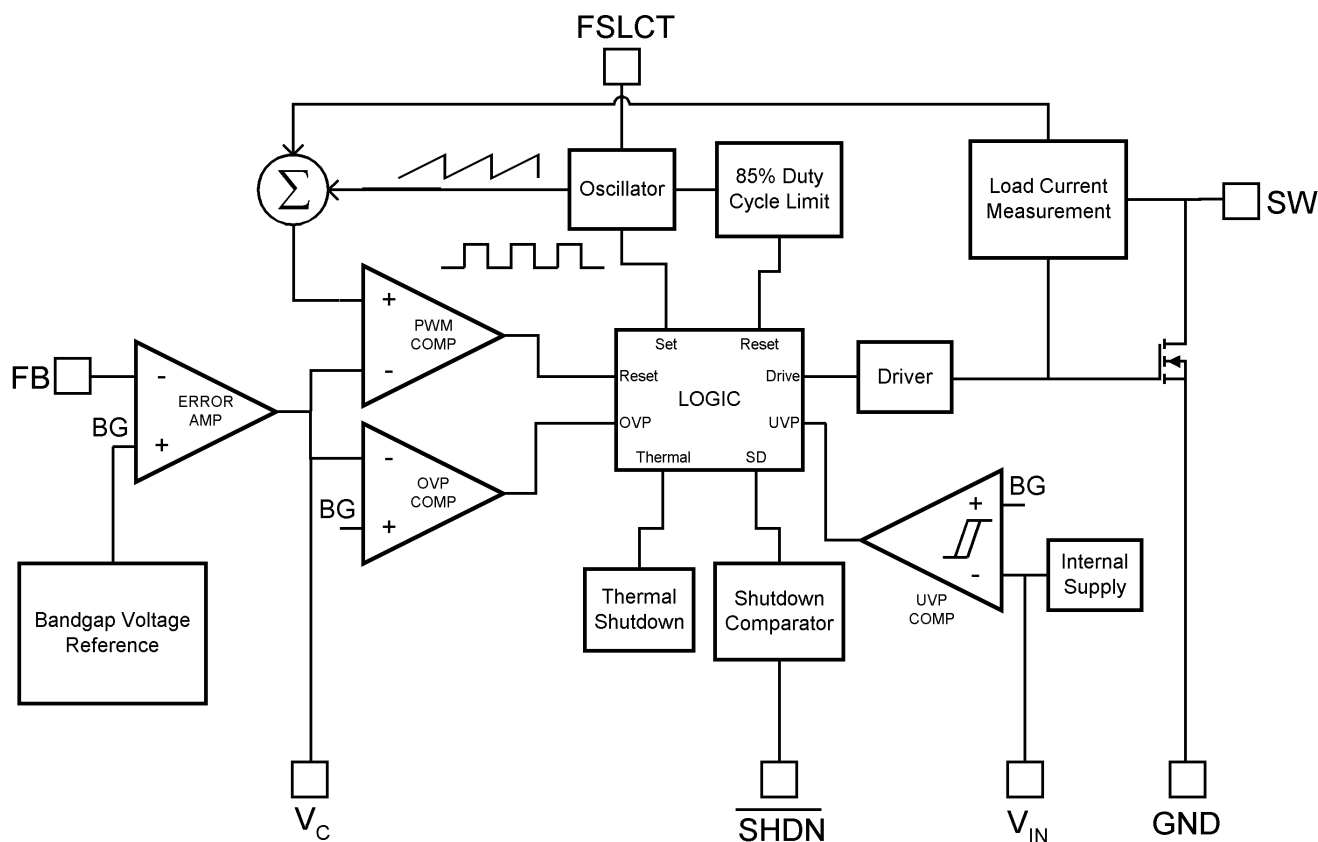 FSLCT
Σ
Oscillator
85% Duty
Cycle Limit
Load Current
Measurement
SW
+
PWM
COMP
-
Set
Reset
Reset
Drive
LOGIC
OVP
UVP
Thermal
SD
Driver
FB
-
ERROR
AMP
BG
+
-
OVP
COMP
BG
+
+
BG
-
UVP
COMP
Internal
Supply
Thermal
Shutdown
Shutdown
Comparator
Bandgap Voltage
Reference
VC
SHDN
VIN
GND